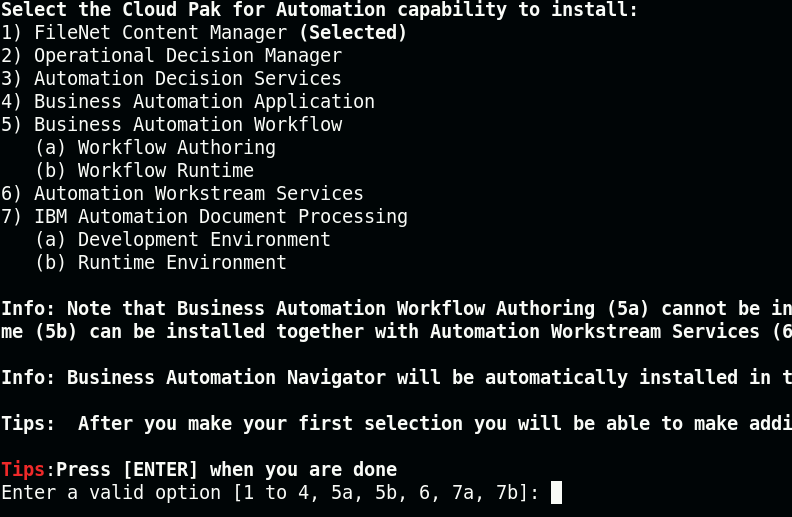 Select the Cloud Pak for Automation capability to install:
1) FileNet Content Manager (Selected)
2) Operational Decision Manager
3) Automation Decision Services
4) Business Automation Application
5) Business Automation Workflow
(a) Workflow Authoring
(b) Workflow Runtime
6) Automation Workstream Services
7) IBM Automation Document Processing
(a) Development Environment
(b) Runtime Environment
Info: Note that Business Automation Workflow Authoring (5a) cannot be in
me (5b) can be installed together with Automation Workstream Services (6
Info: Business Automation Navigator will be automatically installed in t
Tips: After you make your first selection you will be able to make addi
Tips:Press [ENTER] when you are done
Enter a valid option [1 to 4, 5a, 5b, 6, 7a, 7b]: